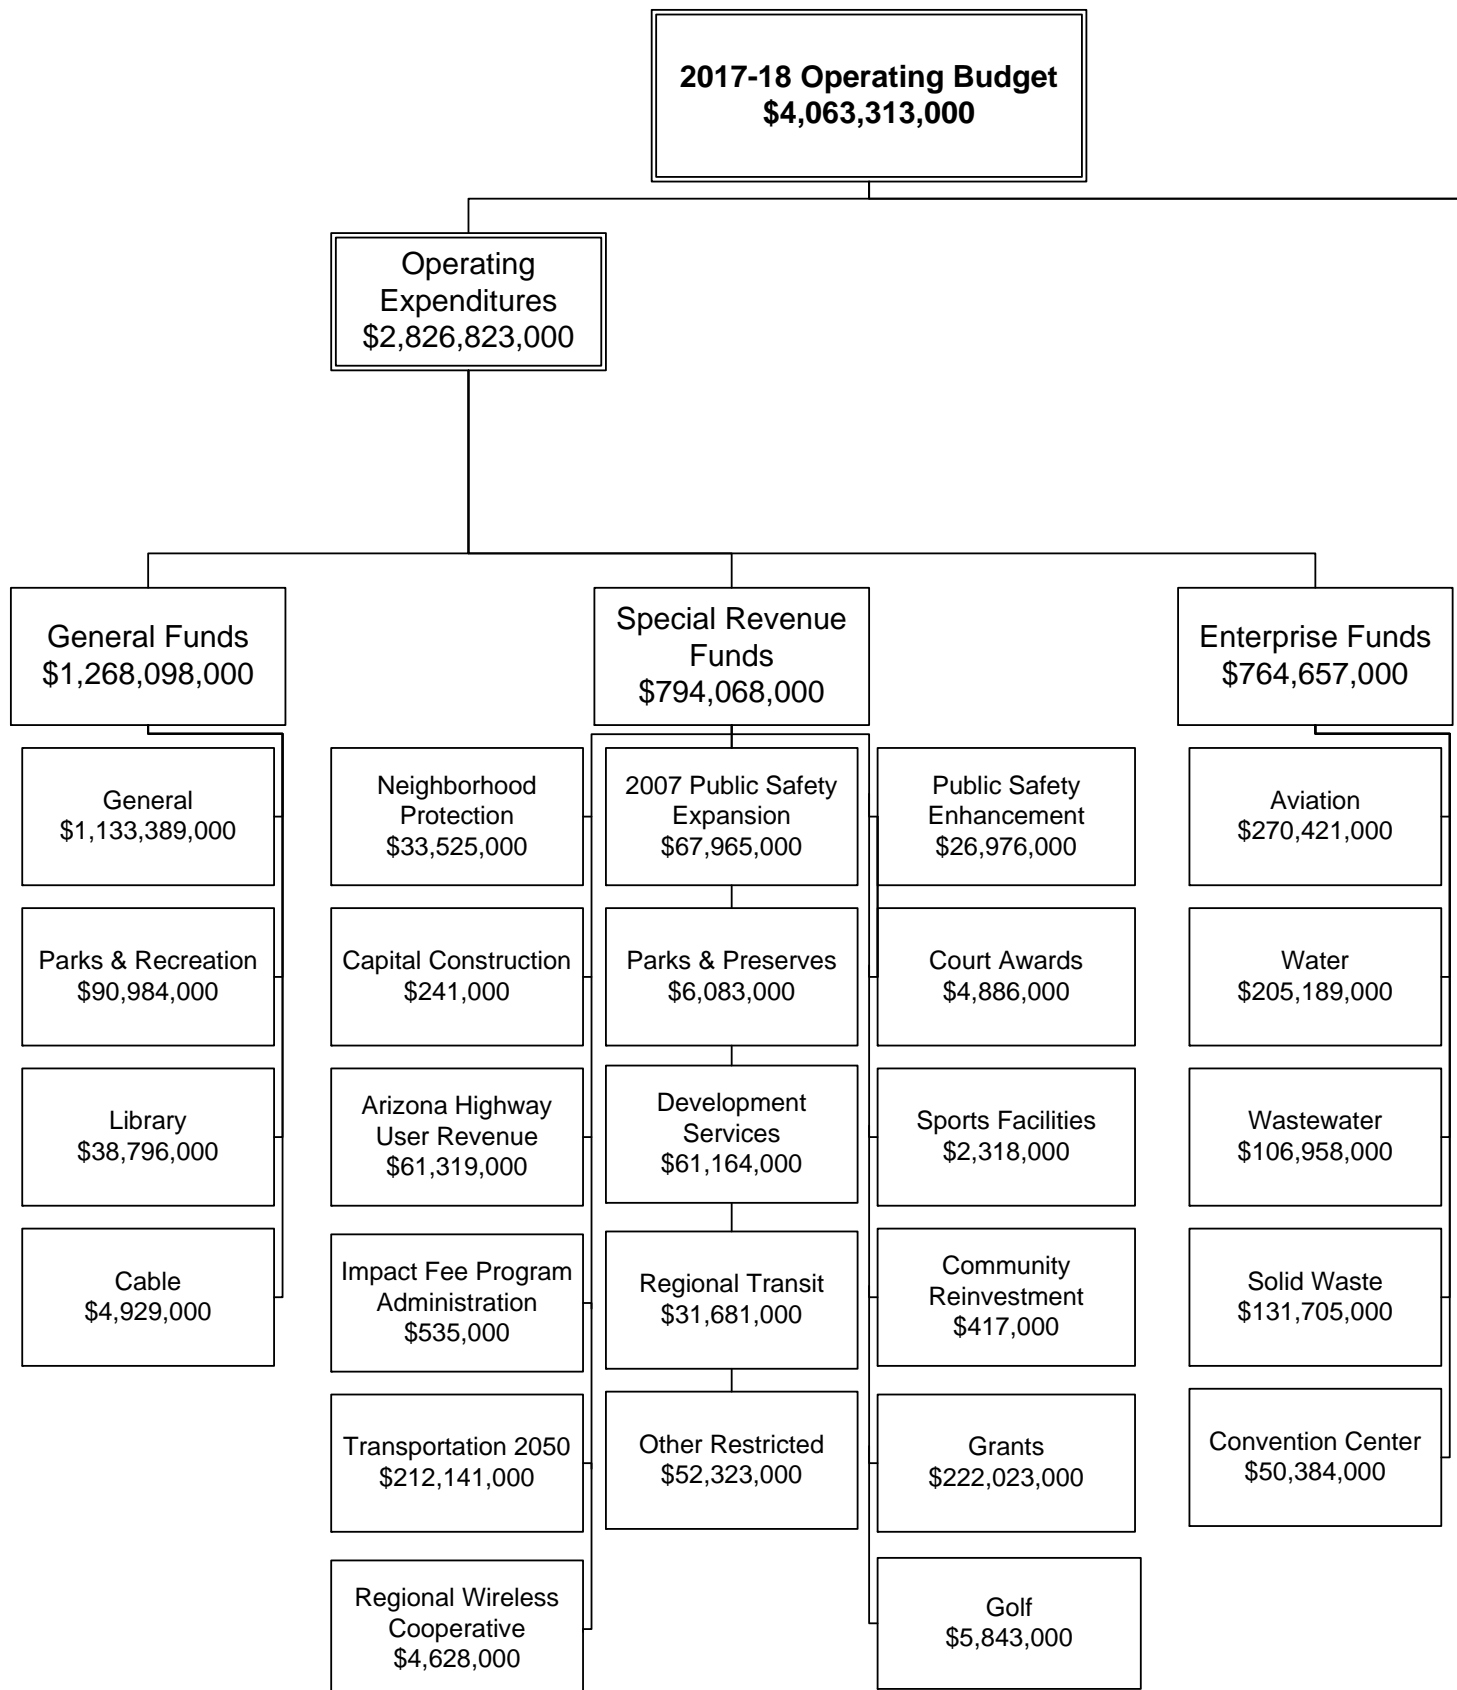 2017-18 Operating Budget
$4,063,313,000
Operating
Expenditures
$2,826,823,000
General Funds
$1,268,098,000
Special Revenue
Funds
$794,068,000
Enterprise Funds
$764,657,000
General
$1,133,389,000
Parks & Recreation
$90,984,000
Library
$38,796,000
Cable
$4,929,000
Neighborhood
Protection
$33,525,000
Capital Construction
$241,000
Arizona Highway
User Revenue
$61,319,000
Impact Fee Program
Administration
$535,000
Transportation 2050
$212,141,000
Regional Wireless
Cooperative
$4,628,000
2007 Public Safety
Expansion
$67,965,000
Parks & Preserves
$6,083,000
Development
Services
$61,164,000
Regional Transit
$31,681,000
Other Restricted
$52,323,000
Public Safety
Enhancement
$26,976,000
Court Awards
$4,886,000
Sports Facilities
$2,318,000
Community
Reinvestment
$417,000
Grants
$222,023,000
Golf
$5,843,000
Aviation
$270,421,000
Water
$205,189,000
Wastewater
$106,958,000
Solid Waste
$131,705,000
Convention Center
$50,384,000